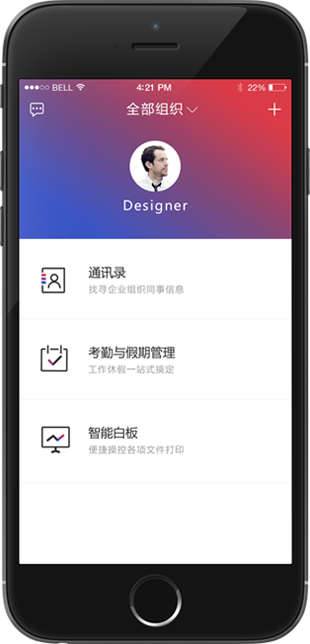 BELL 4:21 PM 22%
全部组织
Designer
通讯录
找寻企业组织同事信息
考勤与假期管理
工作休假一站式搞定
智能白板
便捷操控各项文件打印